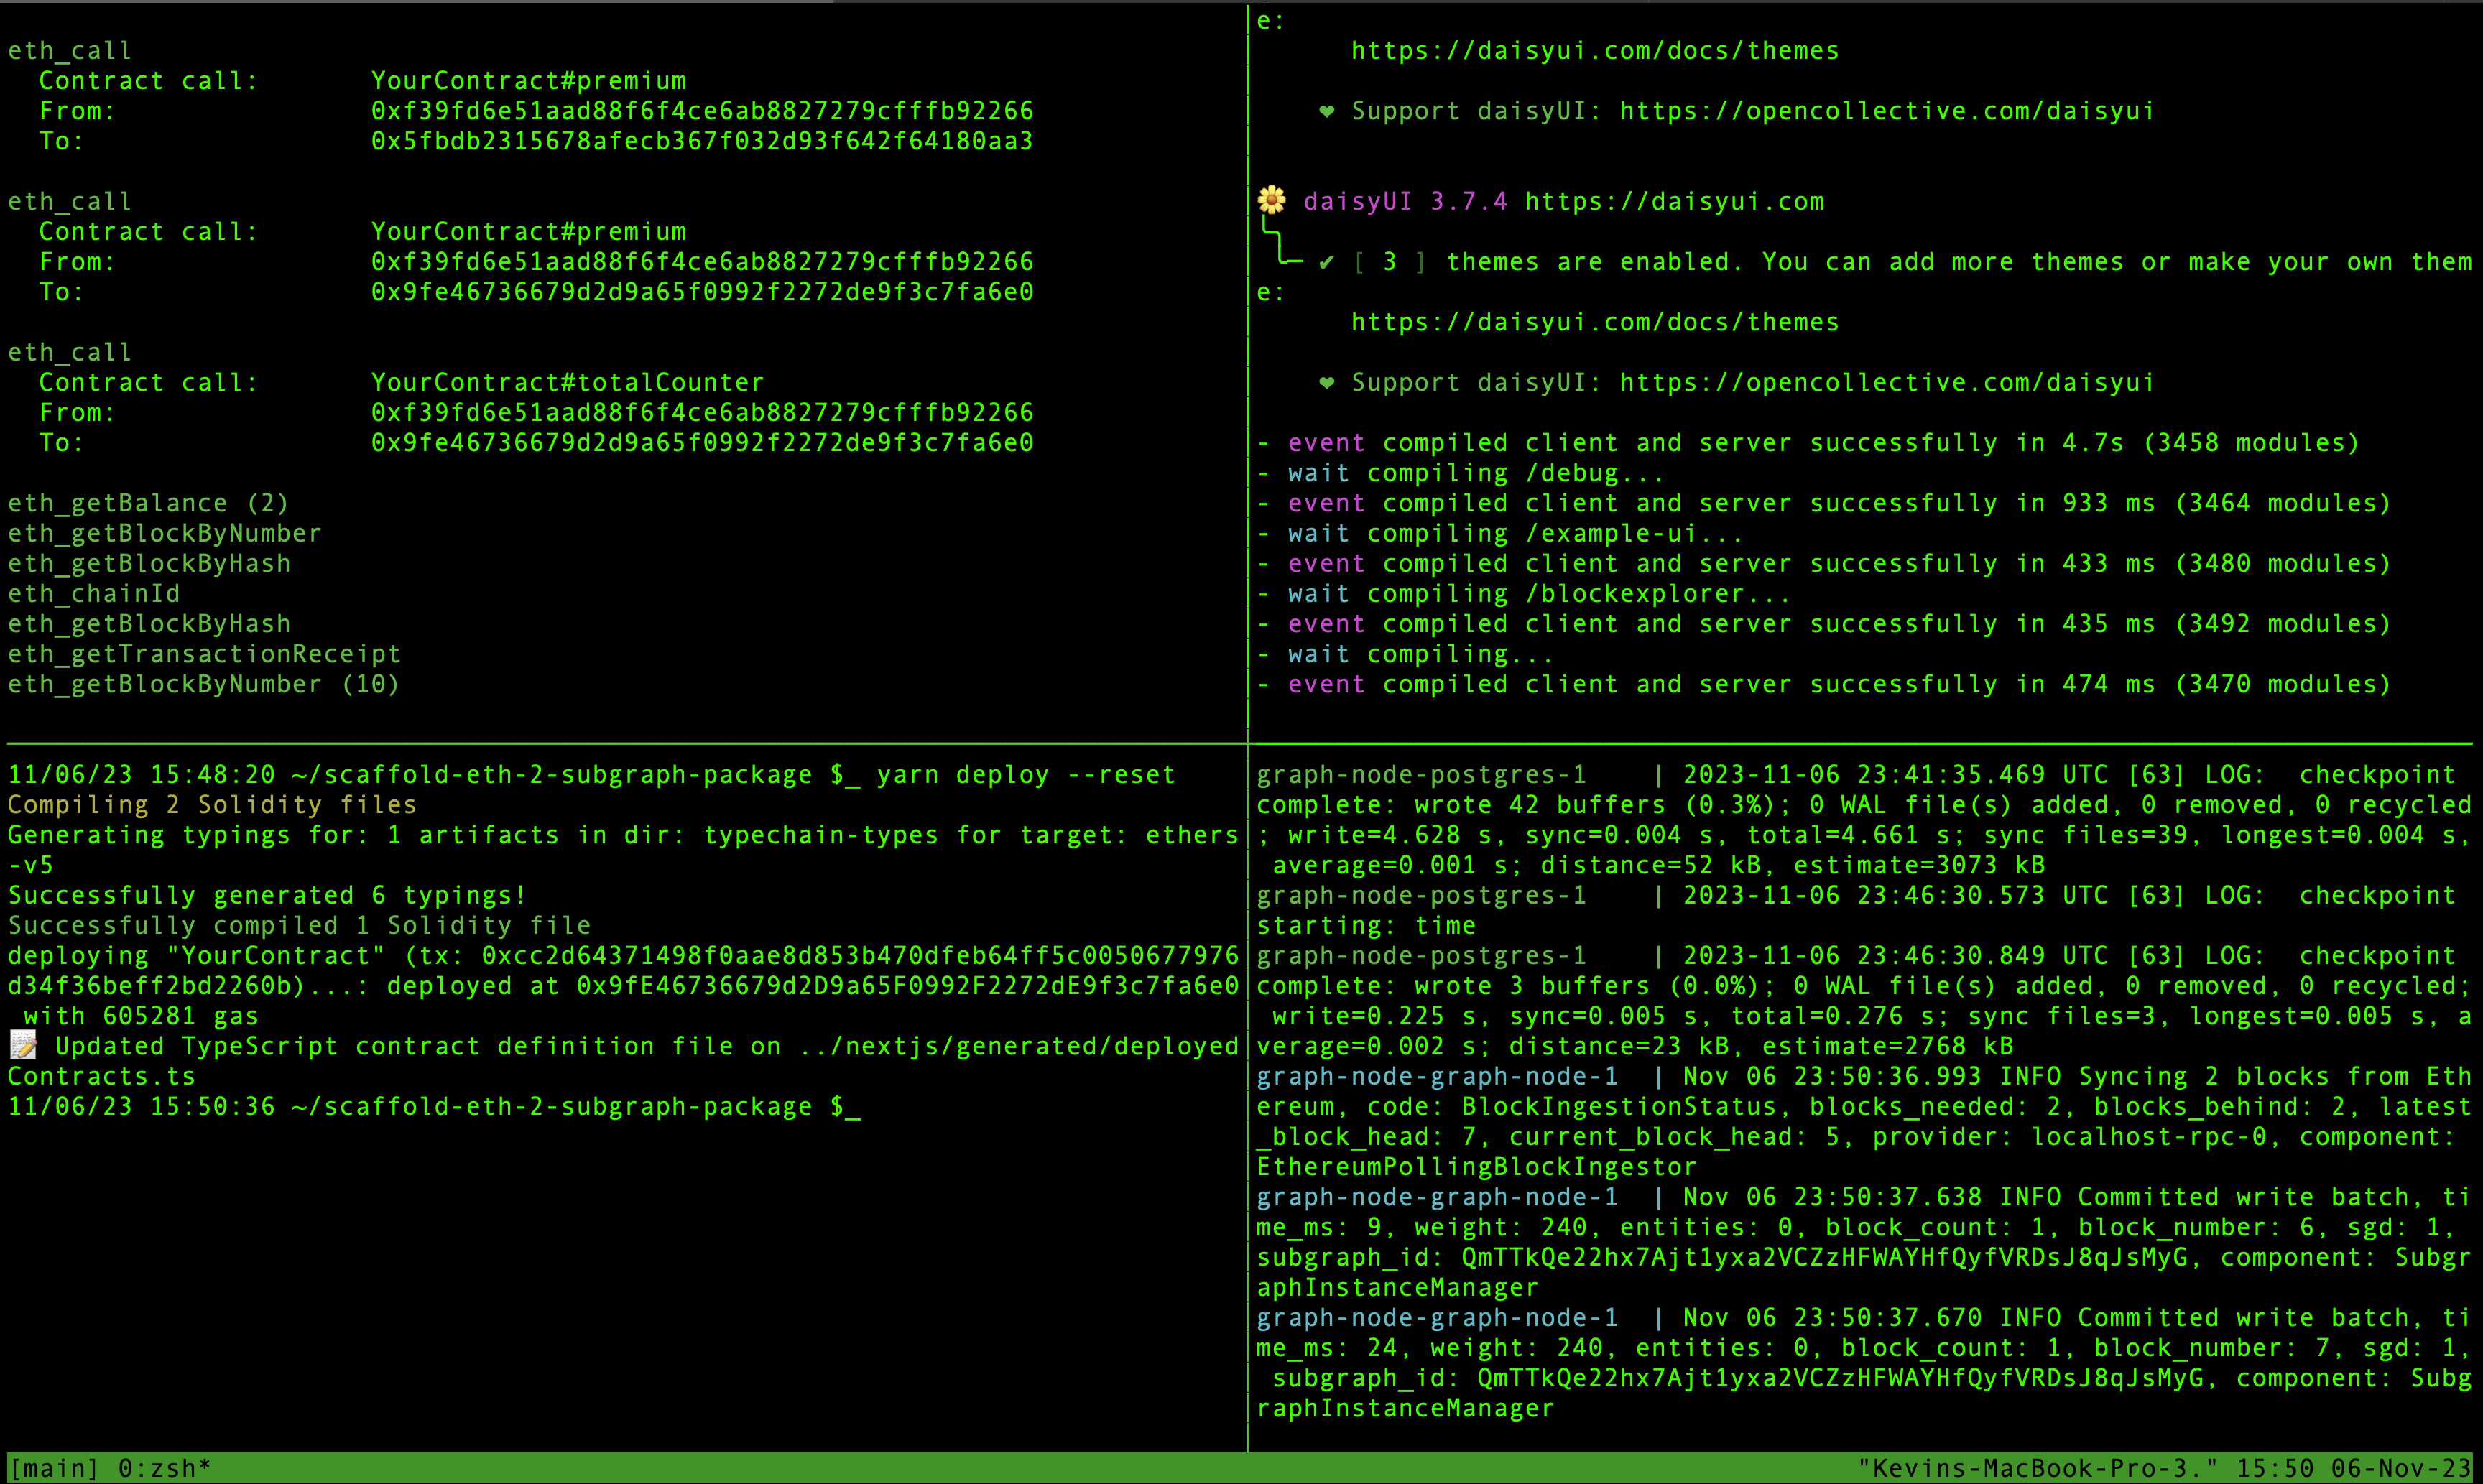 eth_call
  Contract call:       YourContract#premium
  From:                0xf39fd6e51aad88f6f4ce6ab8827279cfffb92266
  To:                  0x5fbdb2315678afecb367f032d93f642f64180aa3
eth_call
  Contract call:       YourContract#premium
  From:                0xf39fd6e51aad88f6f4ce6ab8827279cfffb92266
  To:                  0x9fe46736679d2d9a65f0992f2272de9f3c7fa6e0
eth_call
  Contract call:       YourContract#totalCounter
  From:                0xf39fd6e51aad88f6f4ce6ab8827279cfffb92266
  To:                  0x9fe46736679d2d9a65f0992f2272de9f3c7fa6e0
eth_getBalance (2)
eth_getBlockByNumber
eth_getBlockByHash
eth_chainId
eth_getBlockByHash
eth_getTransactionReceipt
eth_getBlockByNumber (10)
e:
      https://daisyui.com/docs/themes
    ❤︎ Support daisyUI: https://opencollective.com/daisyui
🌼 daisyUI 3.7.4 https://daisyui.com
✔︎ [ 3 ] themes are enabled. You can add more themes or make your own them
e:
      https://daisyui.com/docs/themes
    ❤︎ Support daisyUI: https://opencollective.com/daisyui
- event compiled client and server successfully in 4.7s (3458 modules)
- wait compiling /debug...
- event compiled client and server successfully in 933 ms (3464 modules)
- wait compiling /example-ui...
- event compiled client and server successfully in 433 ms (3480 modules)
- wait compiling /blockexplorer...
- event compiled client and server successfully in 435 ms (3492 modules)
- wait compiling...
- event compiled client and server successfully in 474 ms (3470 modules)
11/06/23 15:48:20 ~/scaffold-eth-2-subgraph-package $_ yarn deploy --reset
Compiling 2 Solidity files
Generating typings for: 1 artifacts in dir: typechain-types for target: ethers
-v5
Successfully generated 6 typings!
Successfully compiled 1 Solidity file
deploying "YourContract" (tx: 0xcc2d64371498f0aae8d853b470dfeb64ff5c0050677976
d34f36beff2bd2260b)...: deployed at 0x9fE46736679d2D9a65F0992F2272dE9f3c7fa6e0
 with 605281 gas
📝 Updated TypeScript contract definition file on ../nextjs/generated/deployed
Contracts.ts
11/06/23 15:50:36 ~/scaffold-eth-2-subgraph-package $_
graph-node-postgres-1    | 2023-11-06 23:41:35.469 UTC [63] LOG:  checkpoint
complete: wrote 42 buffers (0.3%); 0 WAL file(s) added, 0 removed, 0 recycled
; write=4.628 s, sync=0.004 s, total=4.661 s; sync files=39, longest=0.004 s,
 average=0.001 s; distance=52 kB, estimate=3073 kB
graph-node-postgres-1    | 2023-11-06 23:46:30.573 UTC [63] LOG:  checkpoint
starting: time
graph-node-postgres-1    | 2023-11-06 23:46:30.849 UTC [63] LOG:  checkpoint
complete: wrote 3 buffers (0.0%); 0 WAL file(s) added, 0 removed, 0 recycled;
 write=0.225 s, sync=0.005 s, total=0.276 s; sync files=3, longest=0.005 s, a
verage=0.002 s; distance=23 kB, estimate=2768 kB
graph-node-graph-node-1  | Nov 06 23:50:36.993 INFO Syncing 2 blocks from Eth
ereum, code: BlockIngestionStatus, blocks_needed: 2, blocks_behind: 2, latest
_block_head: 7, current_block_head: 5, provider: localhost-rpc-0, component:
EthereumPollingBlockIngestor
graph-node-graph-node-1  | Nov 06 23:50:37.638 INFO Committed write batch, ti
me_ms: 9, weight: 240, entities: 0, block_count: 1, block_number: 6, sgd: 1,
subgraph_id: QmTTkQe22hx7Ajt1yxa2VCZzHFWAYHfQyfVRDsJ8qJsMyG, component: Subgr
aphInstanceManager
graph-node-graph-node-1  | Nov 06 23:50:37.670 INFO Committed write batch, ti
me_ms: 24, weight: 240, entities: 0, block_count: 1, block_number: 7, sgd: 1,
 subgraph_id: QmTTkQe22hx7Ajt1yxa2VCZzHFWAYHfQyfVRDsJ8qJsMyG, component: Subg
raphInstanceManager
[main] 0:zsh*
"Kevins-MacBook-Pro-3." 15:50 06-Nov-23